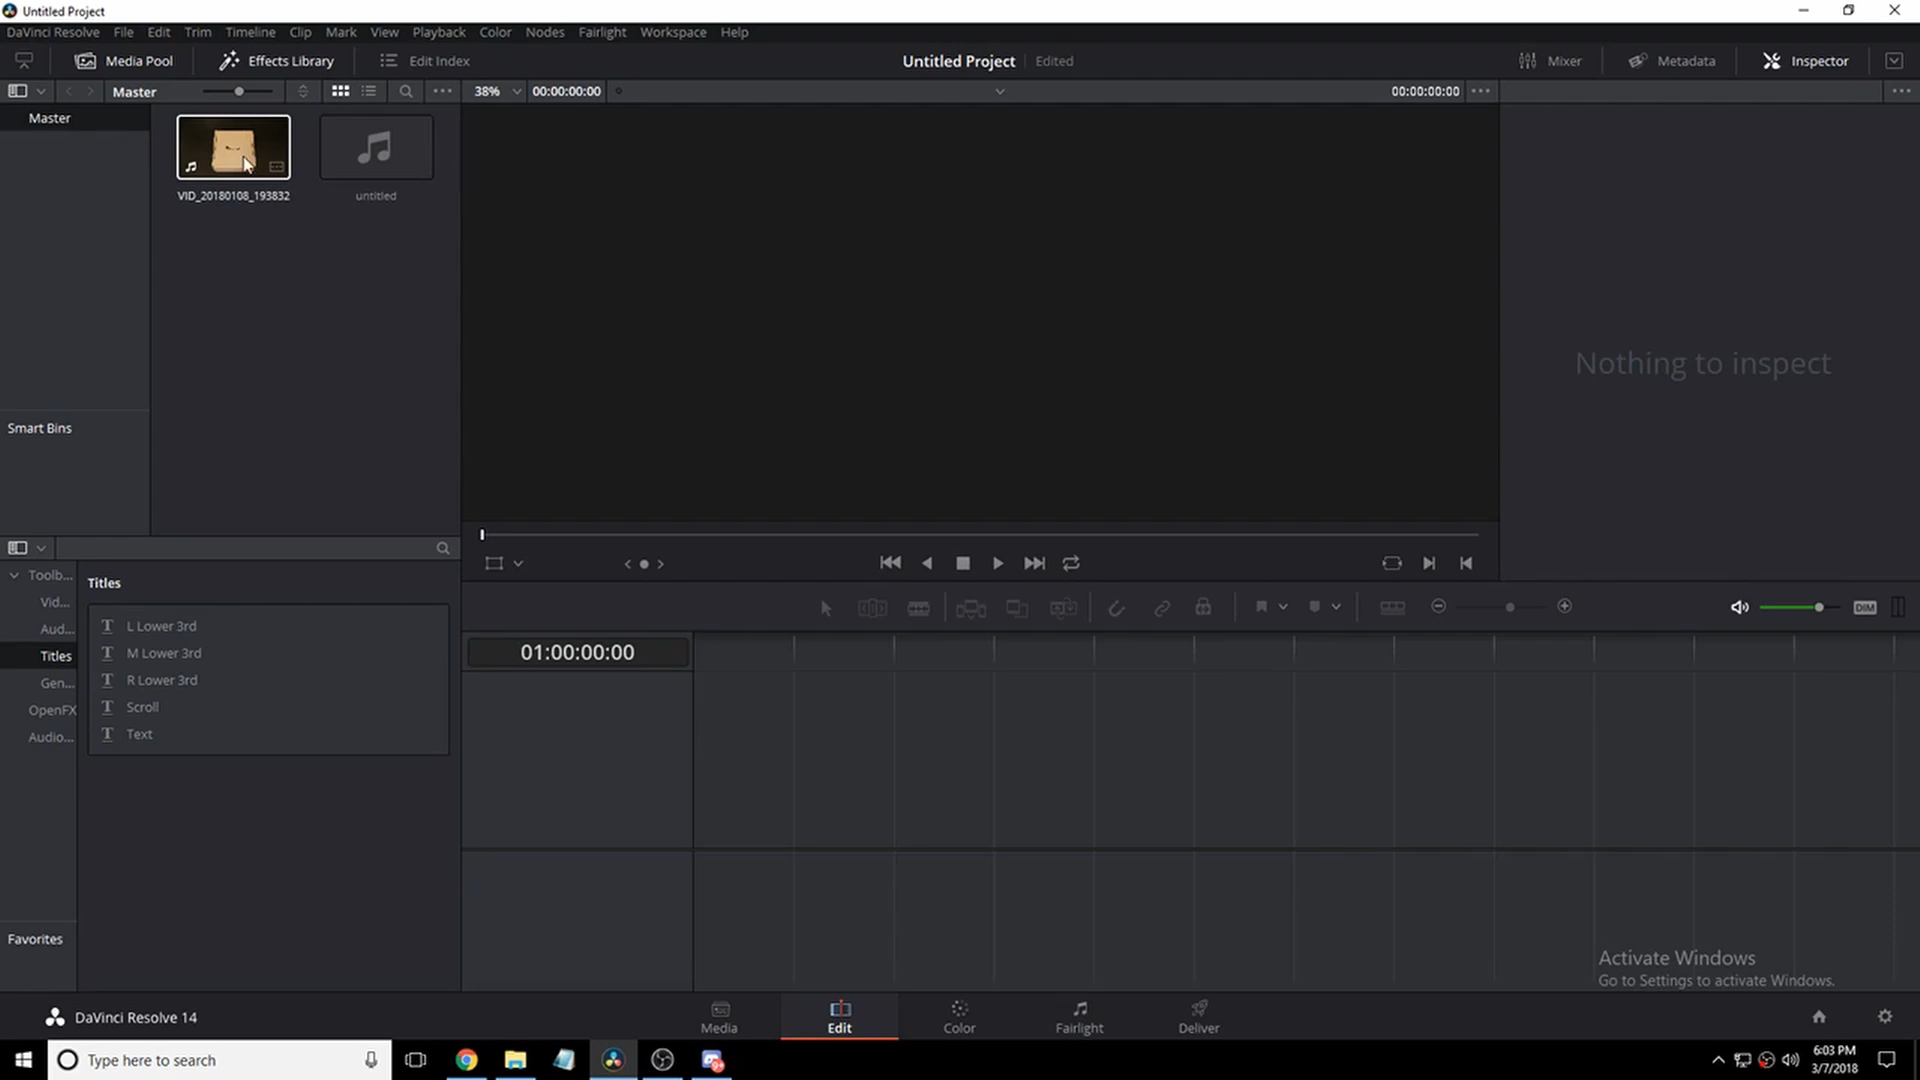 Untitled Project
DaVinci Resolve File Edit Trim Timeline Clip Mark View Playback Color Nodes Fairlight Workspace Help
Media Pool Effects Library Edit Index Untitled Project Edited Mixer Metadata Inspector
Master 38% 00:00:00:00 00:00:00:00
Master
VID_20180108_193832 untitled
Nothing to inspect
Smart Bins
Toolb...
Titles
Vid...
L Lower 3rd
Aud...
M Lower 3rd
Titles
R Lower 3rd
Gen...
Scroll
OpenFX
Text
Audio...
DIM
01:00:00:00
Favorites
Activate Windows
Go to Settings to activate Windows.
DaVinci Resolve 14
Media Edit Color Fairlight Deliver
Type here to search
6:03 PM
3/7/2018